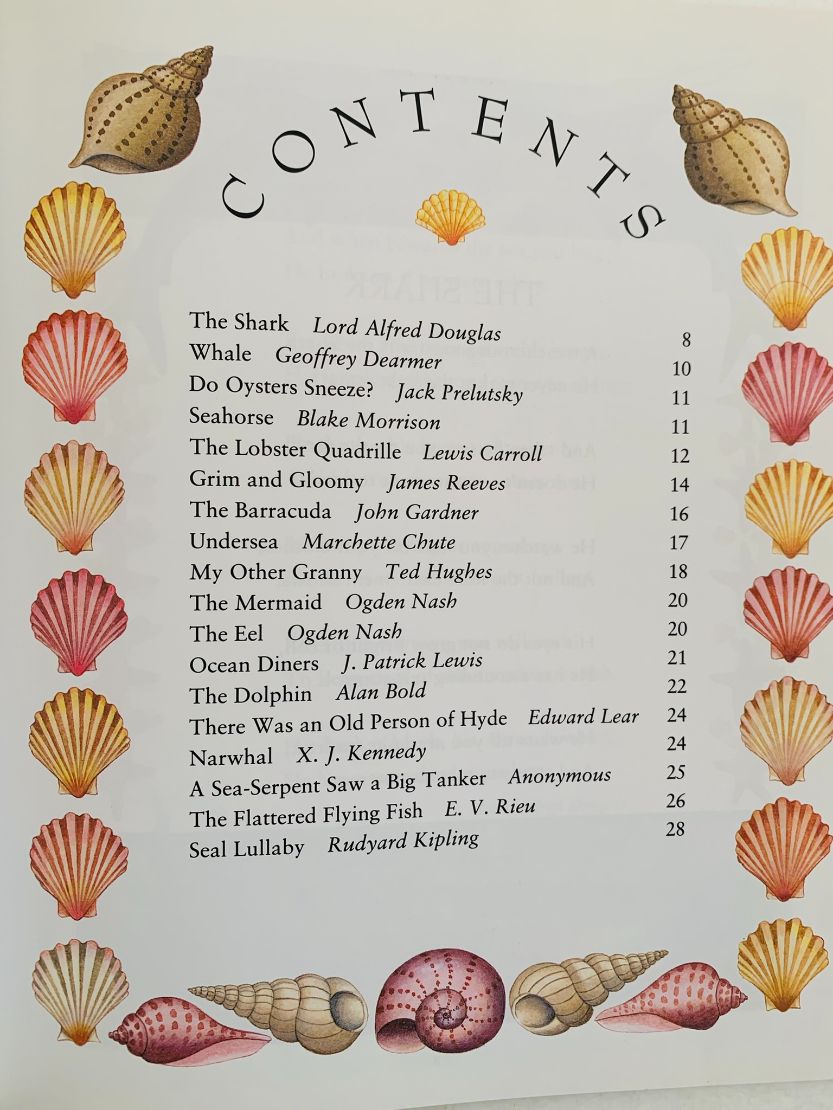 CONTENTS
The Shark Lord Alfred Douglas 8
Whale Geoffrey Dearmer 10
Do Oysters Sneeze? Jack Prelutsky 11
Seahorse Blake Morrison 11
The Lobster Quadrille Lewis Carroll 12
Grim and Gloomy James Reeves 14
The Barracuda John Gardner 16
Undersea Marchette Chute 17
My Other Granny Ted Hughes 18
The Mermaid Ogden Nash 20
The Eel Ogden Nash 20
Ocean Diners J. Patrick Lewis 21
The Dolphin Alan Bold 22
There Was an Old Person of Hyde Edward Lear 24
Narwhal X. J. Kennedy 24
A Sea-Serpent Saw a Big Tanker Anonymous 25
The Flattered Flying Fish E. V. Rieu 26
Seal Lullaby Rudyard Kipling 28